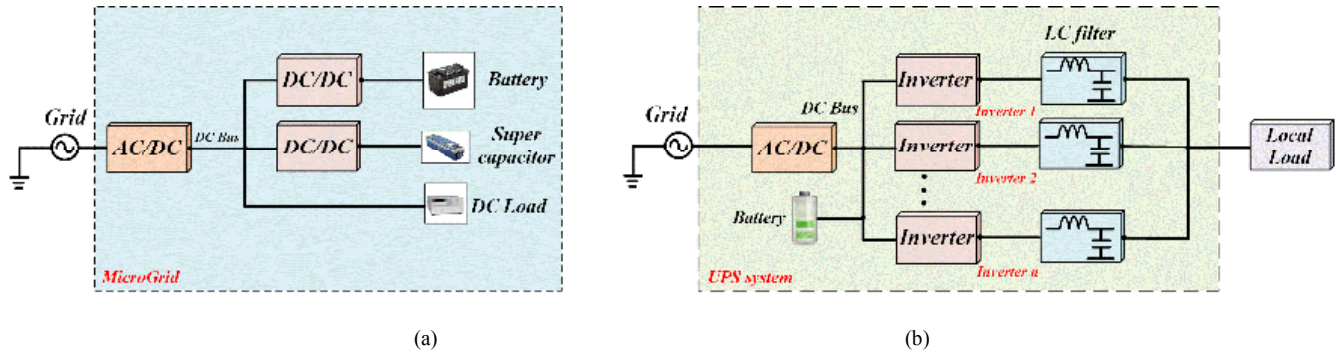 Grid
AC/DC
DC Bus
DC/DC
Battery
DC/DC
Super
capacitor
DC Load
MicroGrid
(a)
Grid
AC/DC
DC Bus
Battery
Inverter
Inverter 1
Inverter
Inverter 2
Inverter
Inverter n
LC filter
Local
Load
UPS system
(b)